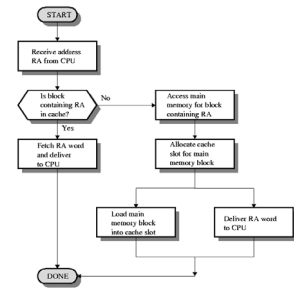 START
Receive address
RA from CPU
Is block
containing RA
in cache?
No
Access main
memory for block
containing RA
Yes
Fetch RA word
and deliver
to CPU
Allocate cache
slot for main
memory block
Load main
memory block
into cache slot
Deliver RA word
to CPU
DONE